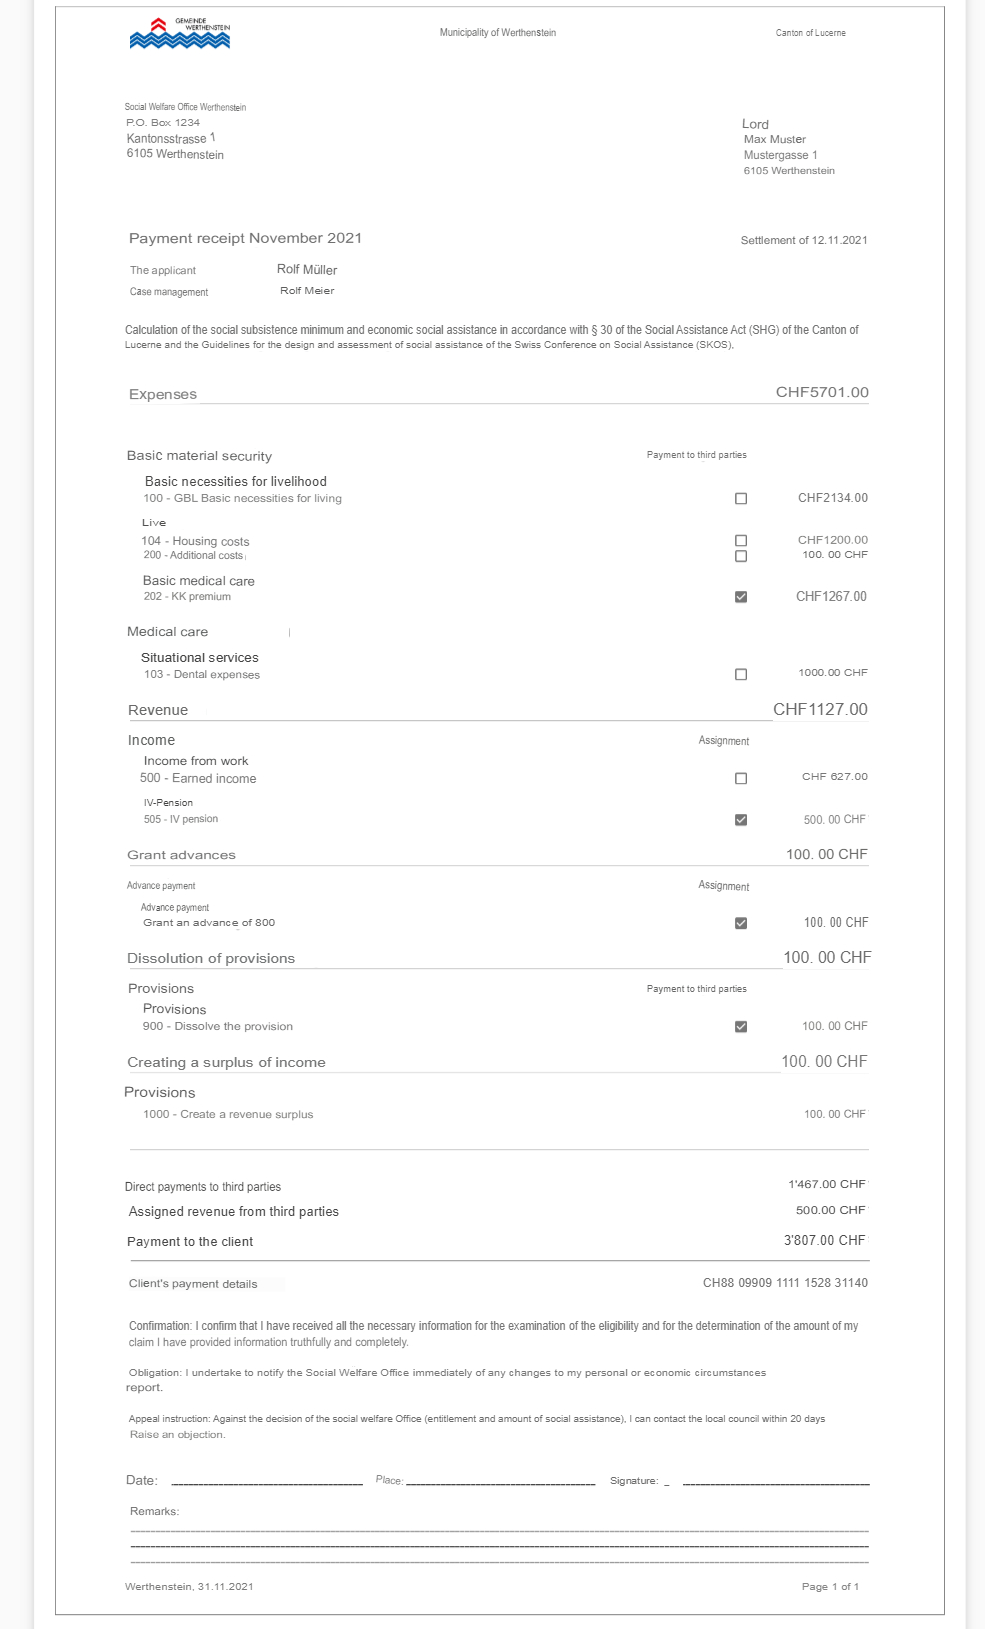 GEMEINDE
WERTHENSTEIN
Municipality of Werthenstein
Canton of Lucerne
Social Welfare Office Werthenstein
P.O. Box 1234
Kantonsstrasse 1
6105 Werthenstein
Lord
Max Muster
Mustergasse 1
6105 Werthenstein
Payment receipt November 2021
Settlement of 12.11.2021
The applicant Rolf Müller
Case management Rolf Meier
Calculation of the social subsistence minimum and economic social assistance in accordance with § 30 of the Social Assistance Act (SHG) of the Canton of
Lucerne and the Guidelines for the design and assessment of social assistance of the Swiss Conference on Social Assistance (SKOS).
Expenses CHF5701.00
Basic material security Payment to third parties
Basic necessities for livelihood
100 - GBL Basic necessities for living CHF2134.00
Live
104 - Housing costs CHF1200.00
200 - Additional costs 100. 00 CHF
Basic medical care
202 - KK premium CHF1267.00
Medical care
Situational services
103 - Dental expenses 1000.00 CHF
Revenue CHF1127.00
Income Assignment
Income from work
500 - Earned income CHF 627.00
IV-Pension
505 - IV pension 500. 00 CHF
Grant advances 100. 00 CHF
Advance payment Assignment
Advance payment
Grant an advance of 800 100. 00 CHF
Dissolution of provisions 100. 00 CHF
Provisions Payment to third parties
Provisions
900 - Dissolve the provision 100. 00 CHF
Creating a surplus of income 100. 00 CHF
Provisions
1000 - Create a revenue surplus 100. 00 CHF
Direct payments to third parties 1'467.00 CHF
Assigned revenue from third parties 500.00 CHF
Payment to the client 3'807.00 CHF
Client's payment details CH88 09909 1111 1528 31140
Confirmation: I confirm that I have received all the necessary information for the examination of the eligibility and for the determination of the amount of my
claim I have provided information truthfully and completely.
Obligation: I undertake to notify the Social Welfare Office immediately of any changes to my personal or economic circumstances
report.
Appeal instruction: Against the decision of the social welfare Office (entitlement and amount of social assistance), I can contact the local council within 20 days
Raise an objection.
Date: Place: Signature: _
Remarks:
Werthenstein, 31.11.2021 Page 1 of 1